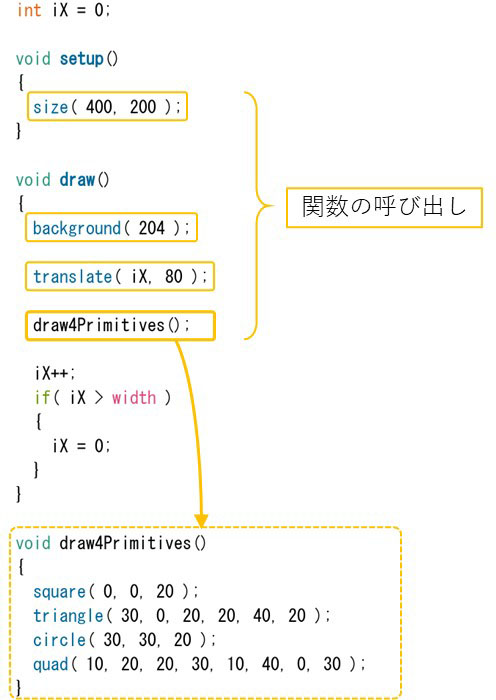 int iX = 0;
void setup()
{
size( 400, 200 );
}
void draw()
{
background( 204 );
translate( iX, 80 );
draw4Primitives();
iX++;
if( iX > width )
{
iX = 0;
}
}
関数の呼び出し
void draw4Primitives()
{
square( 0, 0, 20 );
triangle( 30, 0, 20, 20, 40, 20 );
circle( 30, 30, 20 );
quad( 10, 20, 20, 30, 10, 40, 0, 30 );
}